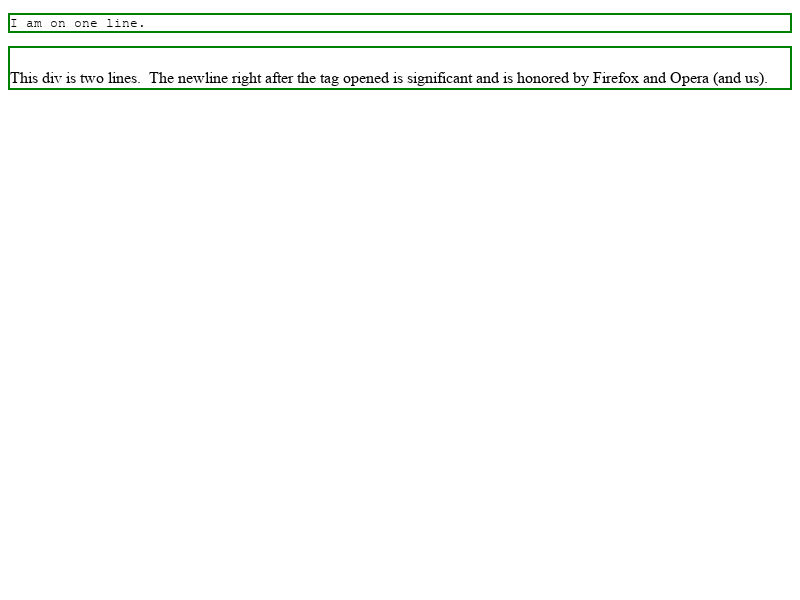 I am on one line.
This div is two lines.  The newline right after the tag opened is significant and is honored by Firefox and Opera (and us).